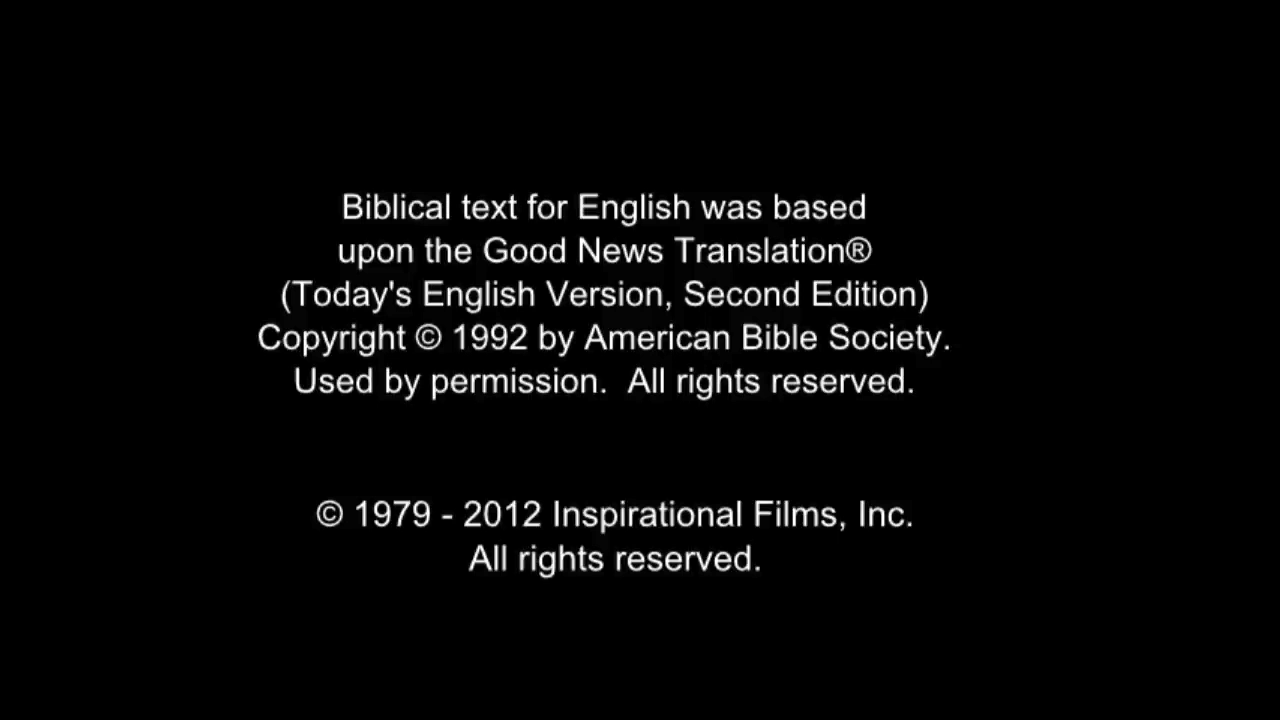 Biblical text for English was based
upon the Good News Translation®
(Today's English Version, Second Edition)
Copyright © 1992 by American Bible Society.
Used by permission.  All rights reserved.
© 1979 - 2012 Inspirational Films, Inc.
All rights reserved.